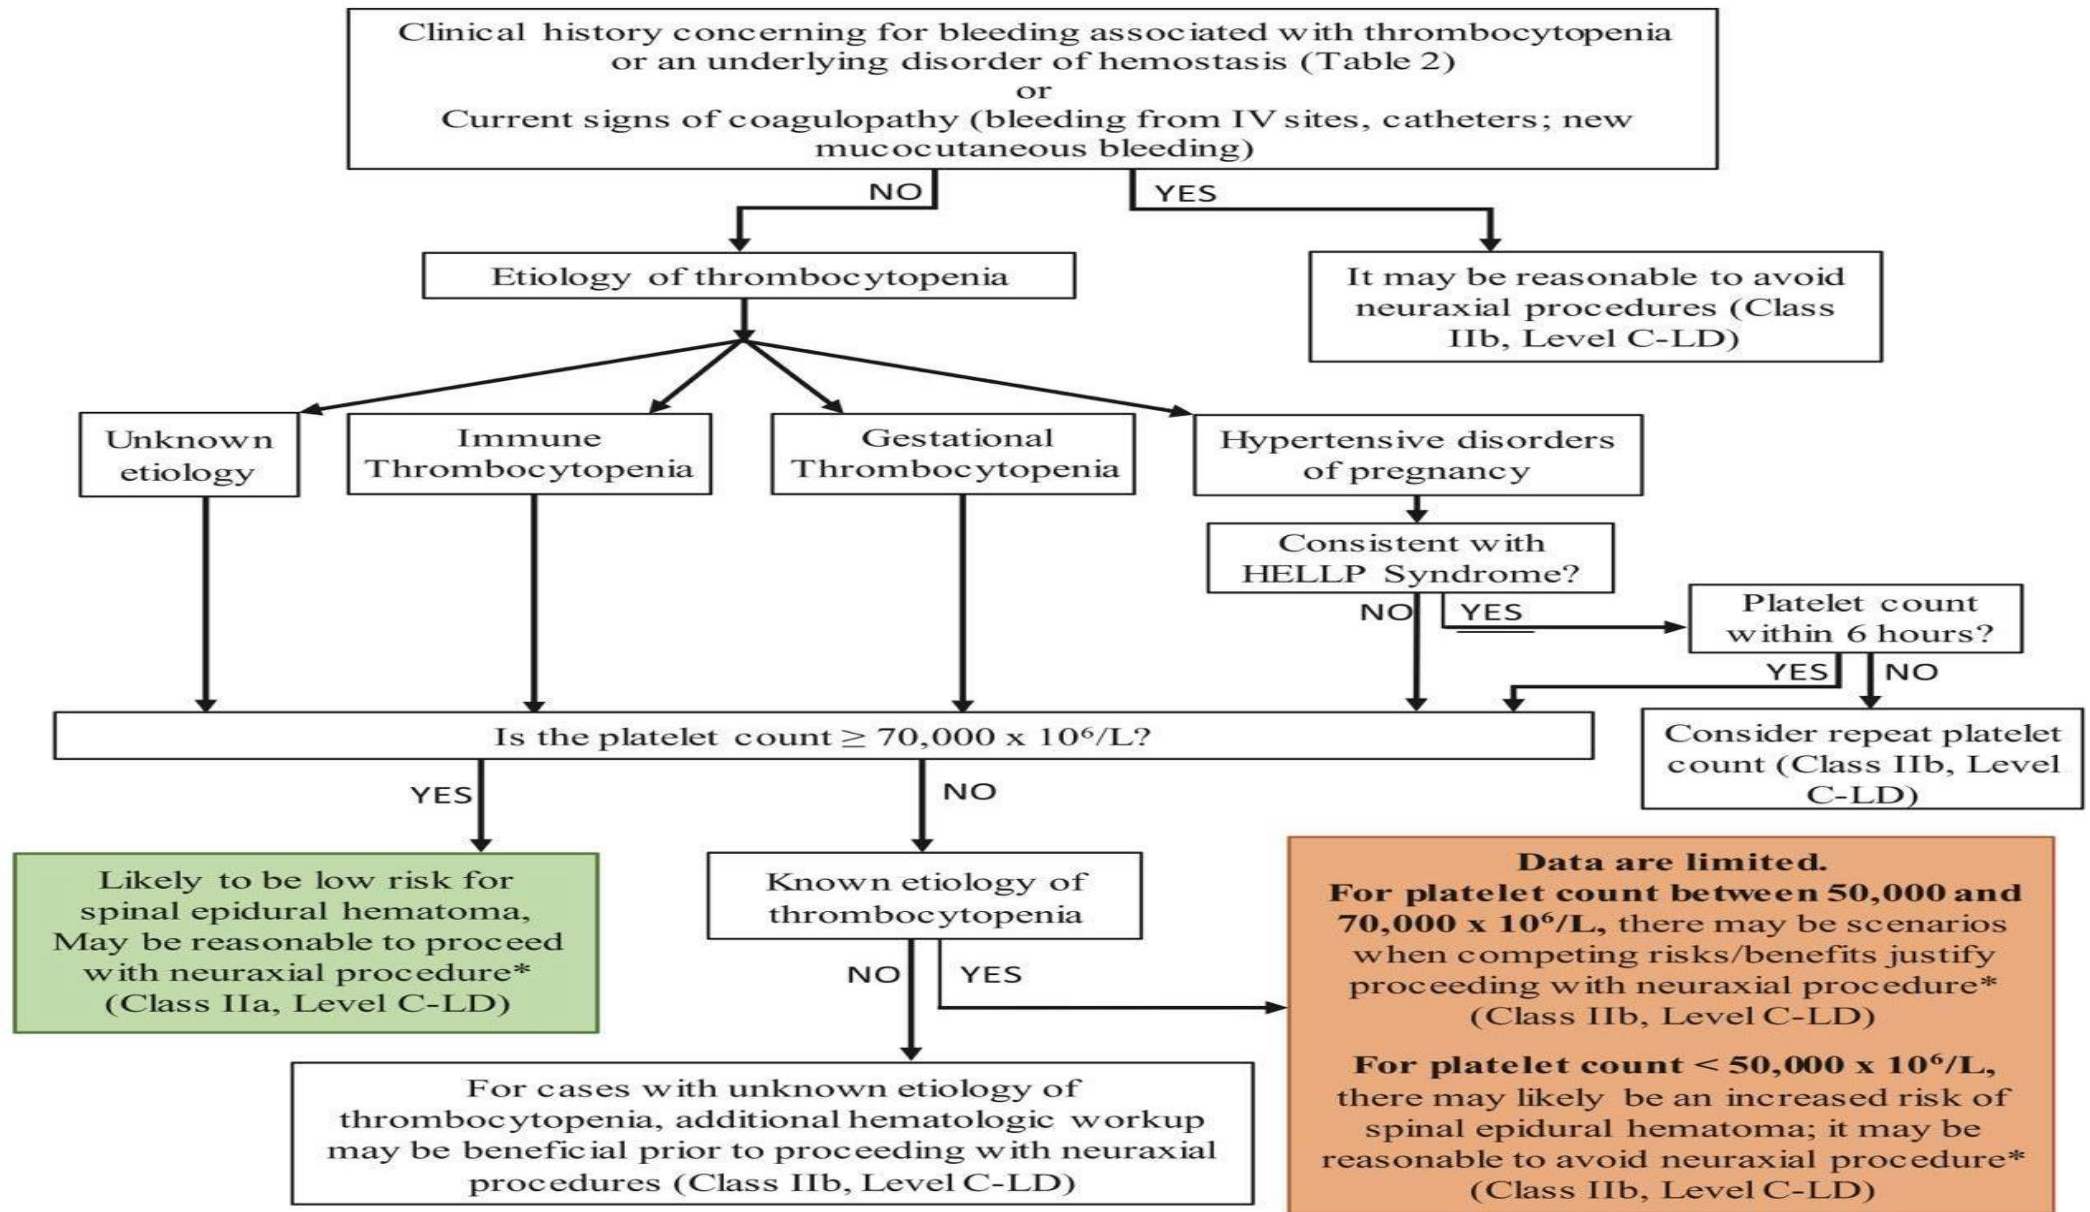 Clinical history concerning for bleeding associated with thrombocytopenia
or an underlying disorder of hemostasis (Table 2)
or
Current signs of coagulopathy (bleeding from IV sites, catheters; new
mucocutaneous bleeding)
NO
YES
Etiology of thrombocytopenia
It may be reasonable to avoid
neuraxial procedures (Class
IIb, Level C-LD)
Unknown
etiology
Immune
Thrombocytopenia
Gestational
Thrombocytopenia
Hypertensive disorders
of pregnancy
Consistent with
HELLP Syndrome?
NO
YES
Platelet count
within 6 hours?
YES
NO
Consider repeat platelet
count (Class IIb, Level
C-LD)
Is the platelet count ≥ 70,000 x 10⁶/L?
YES
NO
Likely to be low risk for
spinal epidural hematoma,
May be reasonable to proceed
with neuraxial procedure*
(Class IIa, Level C-LD)
Known etiology of
thrombocytopenia
NO
YES
For cases with unknown etiology of
thrombocytopenia, additional hematologic workup
may be beneficial prior to proceeding with neuraxial
procedures (Class IIb, Level C-LD)
Data are limited.
For platelet count between 50,000 and
70,000 x 10⁶/L, there may be scenarios
when competing risks/benefits justify
proceeding with neuraxial procedure*
(Class IIb, Level C-LD)
For platelet count < 50,000 x 10⁶/L,
there may likely be an increased risk of
spinal epidural hematoma; it may be
reasonable to avoid neuraxial procedure*
(Class IIb, Level C-LD)